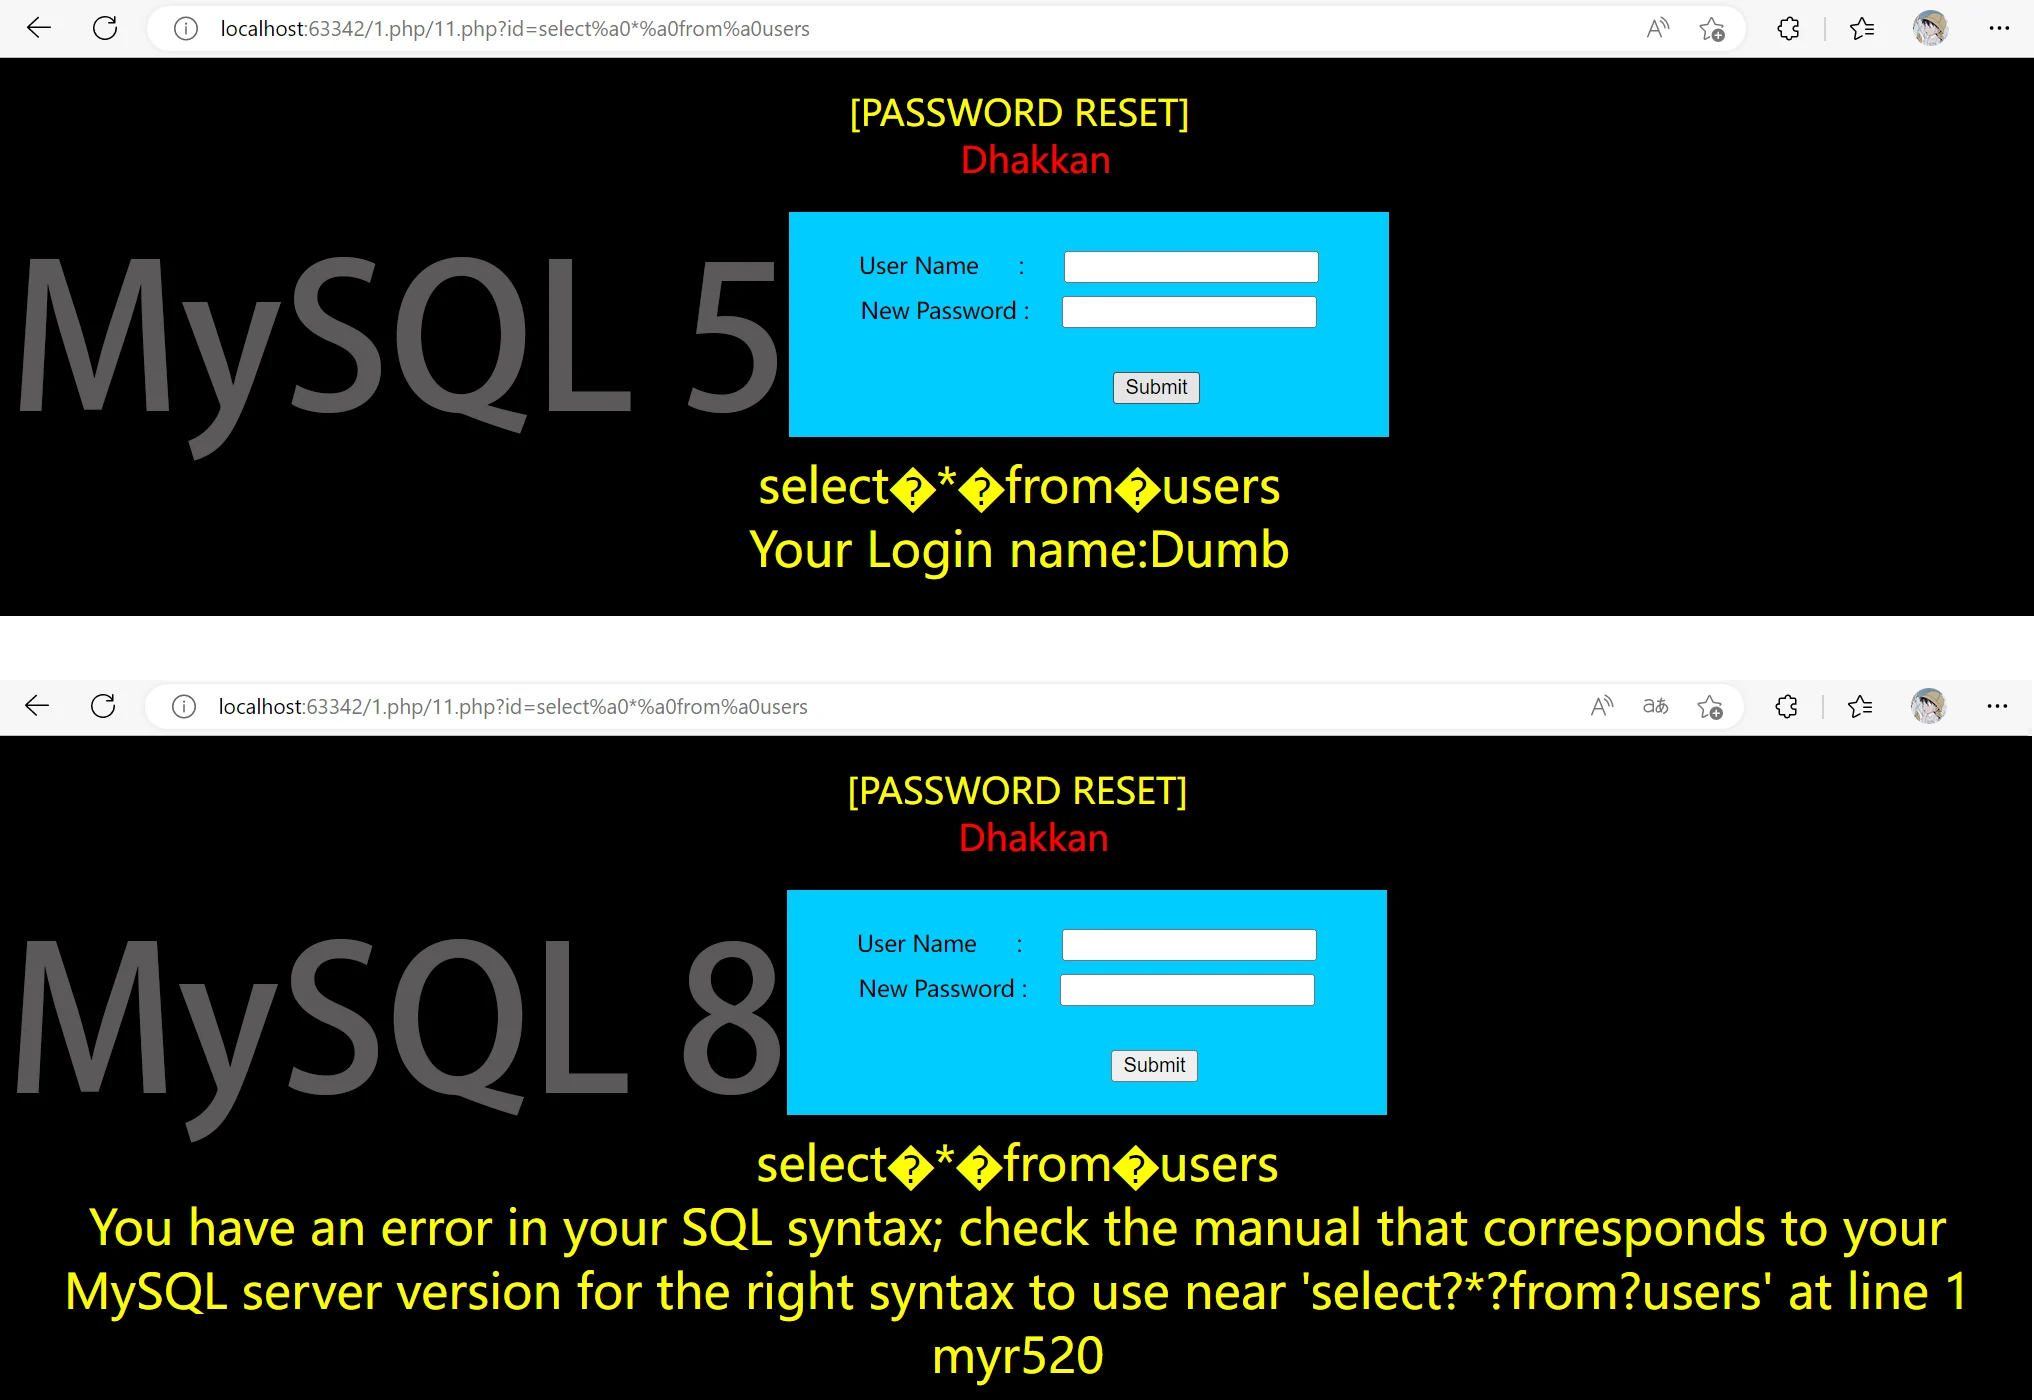 localhost:63342/1.php/11.php?id=select%a0*%a0from%a0users
[PASSWORD RESET]
Dhakkan
MySQL 5
User Name :
New Password :
Submit
select�*�from�users
Your Login name:Dumb
localhost:63342/1.php/11.php?id=select%a0*%a0from%a0users
aあ
[PASSWORD RESET]
Dhakkan
MySQL 8
User Name :
New Password :
Submit
select�*�from�users
You have an error in your SQL syntax; check the manual that corresponds to your
MySQL server version for the right syntax to use near 'select?*?from?users' at line 1
myr520